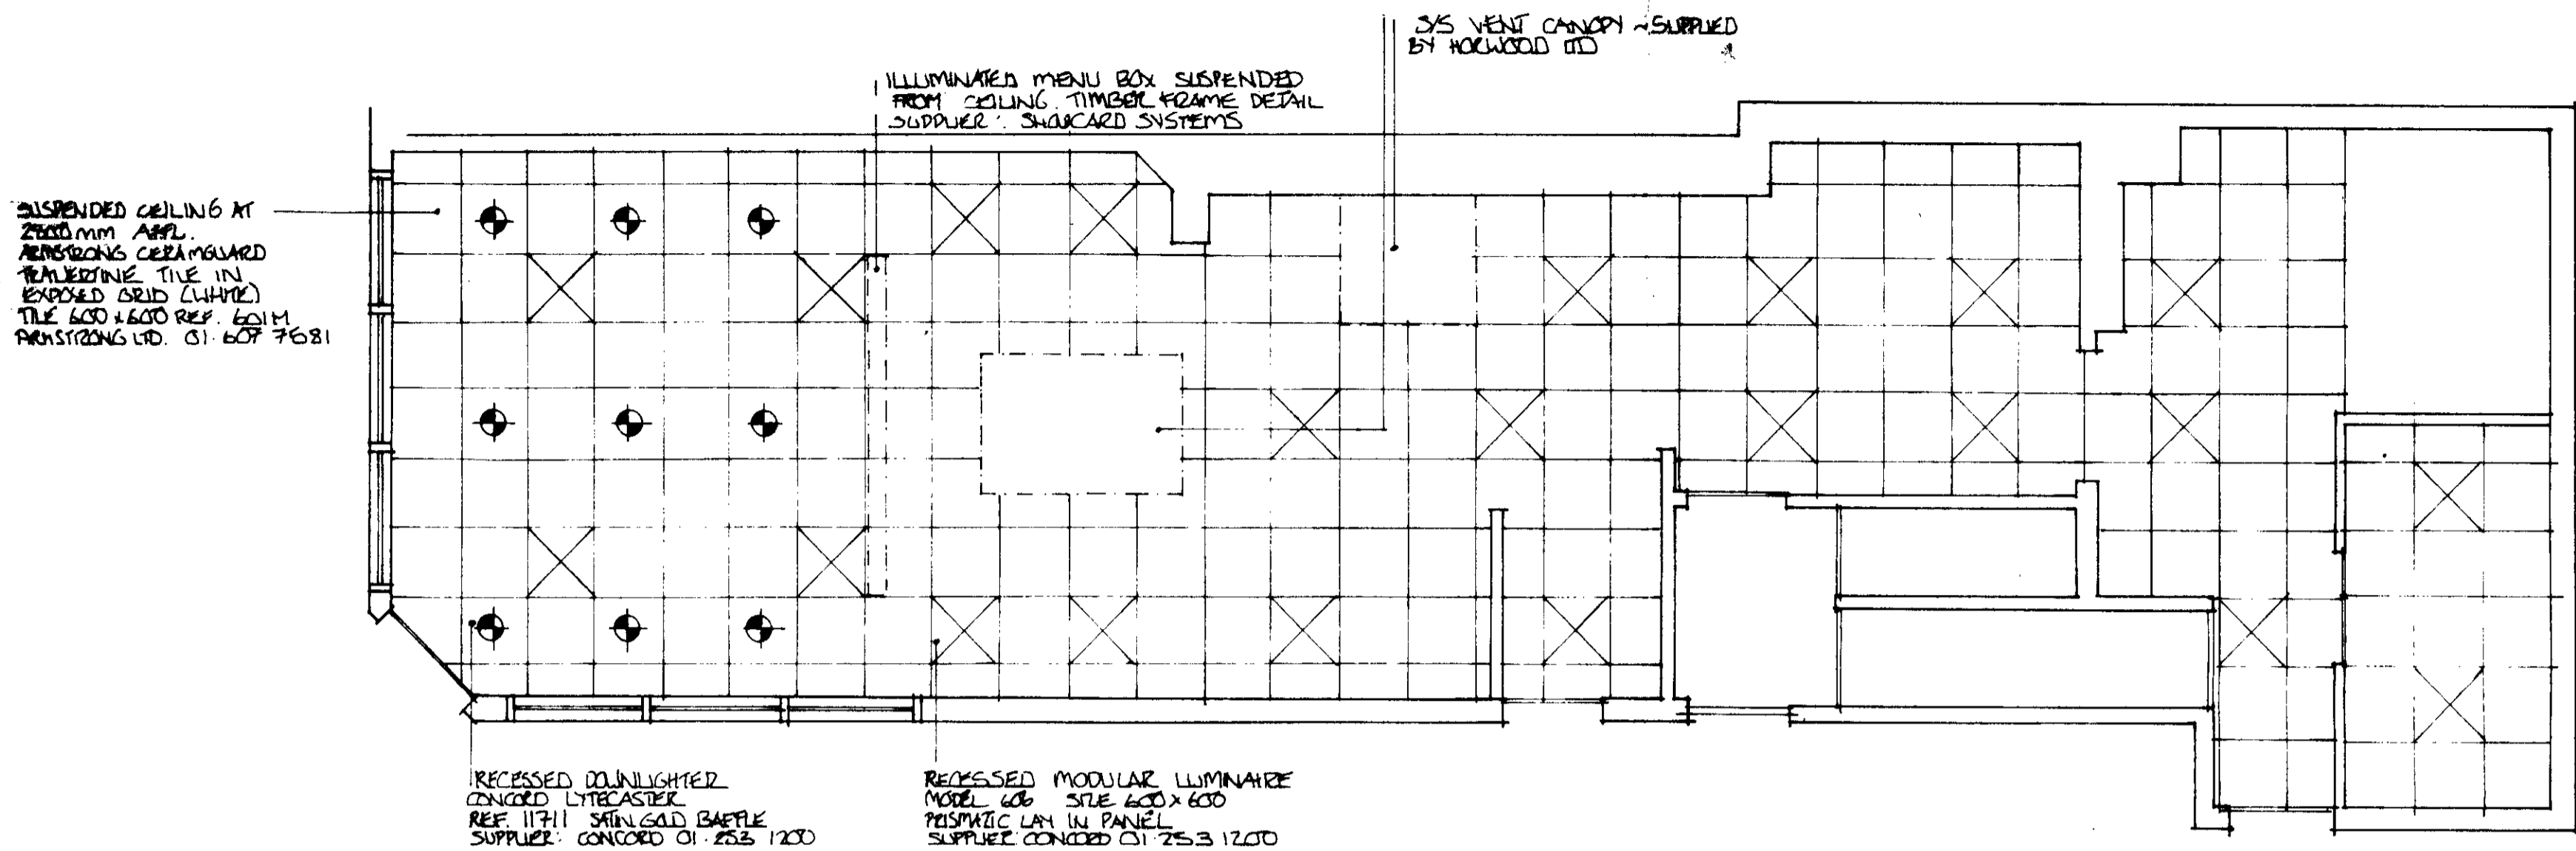 S/S VENT CANOPY ~ SUPPLIED
BY HORWOOD LTD
ILLUMINATED MENU BOX SUSPENDED
FROM CEILING. TIMBER FRAME DETAIL
SUPPLIER: SHOWCARD SYSTEMS
SUSPENDED CEILING AT
mm AFFL.
ARMSTRONG CERAMGUARD
TRAVERTINE TILE IN
EXPOSED GRID (WHITE)
TILE 600 x 600 REF. 601M
ARMSTRONG LTD. 01.607 7681
RECESSED DOWNLIGHTER
CONCORD LYTECASTER
REF. 11711 SATIN GOLD BAFFLE
SUPPLIER: CONCORD 01.253 1200
RECESSED MODULAR LUMINAIRE
MODEL 606 SIZE 600 x 600
PRISMATIC LAY IN PANEL
SUPPLIER: CONCORD 01.253 1200